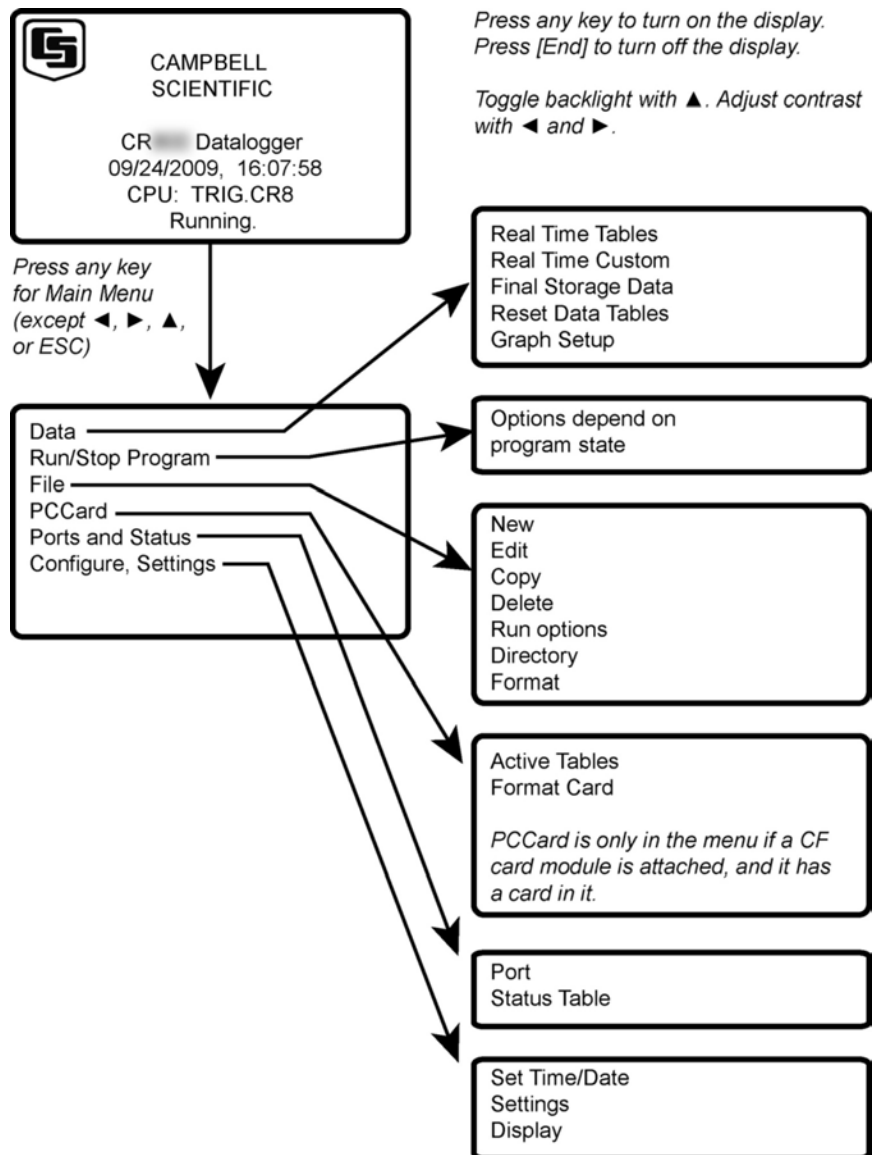 CAMPBELL
SCIENTIFIC
CR Datalogger
09/24/2009, 16:07:58
CPU: TRIG.CR8
Running.
Press any key to turn on the display.
Press [End] to turn off the display.
Toggle backlight with ▲. Adjust contrast
with ◄ and ►.
Press any key
for Main Menu
(except ◄, ►, ▲,
or ESC)
Data
Run/Stop Program
File
PCCard
Ports and Status
Configure, Settings
Real Time Tables
Real Time Custom
Final Storage Data
Reset Data Tables
Graph Setup
Options depend on
program state
New
Edit
Copy
Delete
Run options
Directory
Format
Active Tables
Format Card
PCCard is only in the menu if a CF
card module is attached, and it has
a card in it.
Port
Status Table
Set Time/Date
Settings
Display